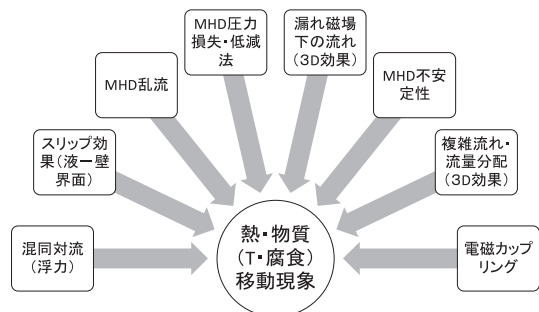 混同対流
(浮力)
スリップ効
果(液ー壁
界面)
MHD乱流
MHD圧力
損失・低減
法
漏れ磁場
下の流れ
(3D効果)
MHD不安
定性
複雑流れ・
流量分配
(3D効果)
電磁カップ
リング
熱・物質
(T・腐食)
移動現象